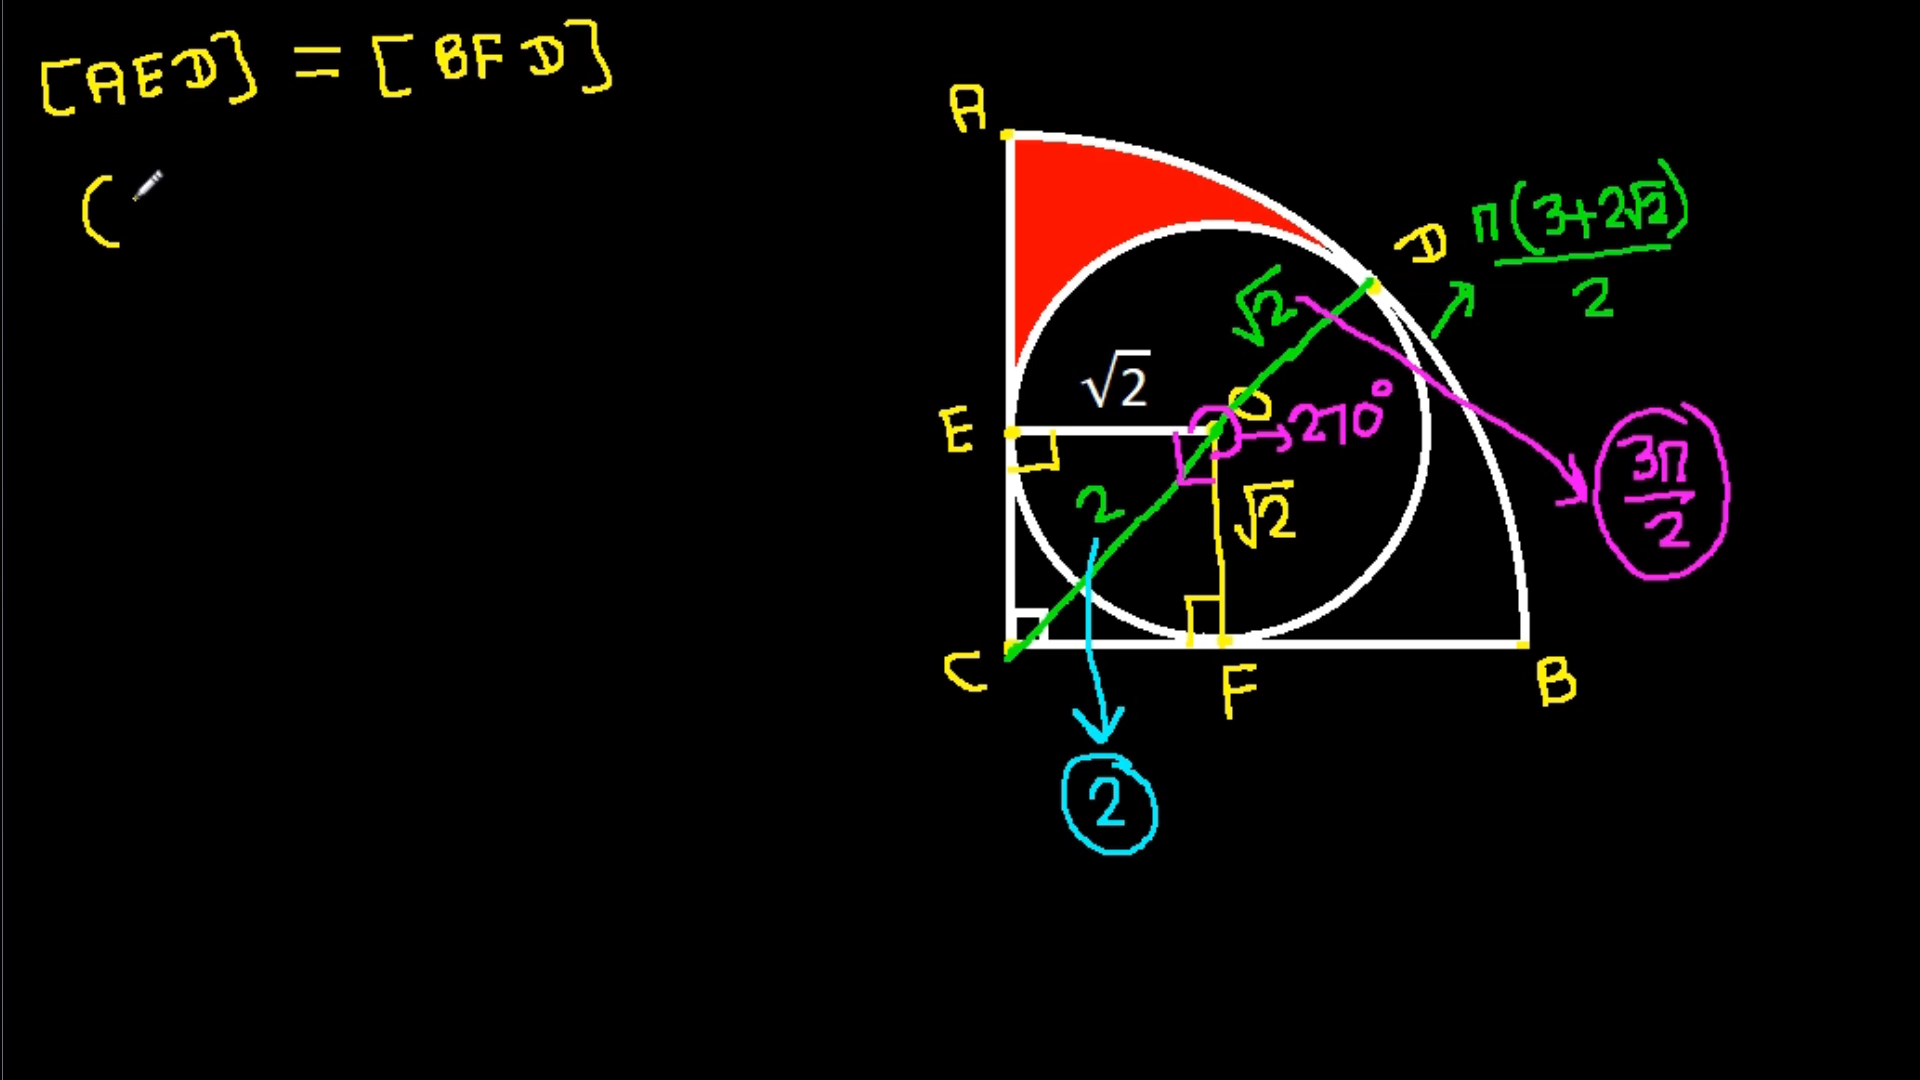 [AED] = [BFD]
(
A
D
π(3+2√2)
2
√2
√2
O
270°
E
3π
2
2
√2
C
F
B
2